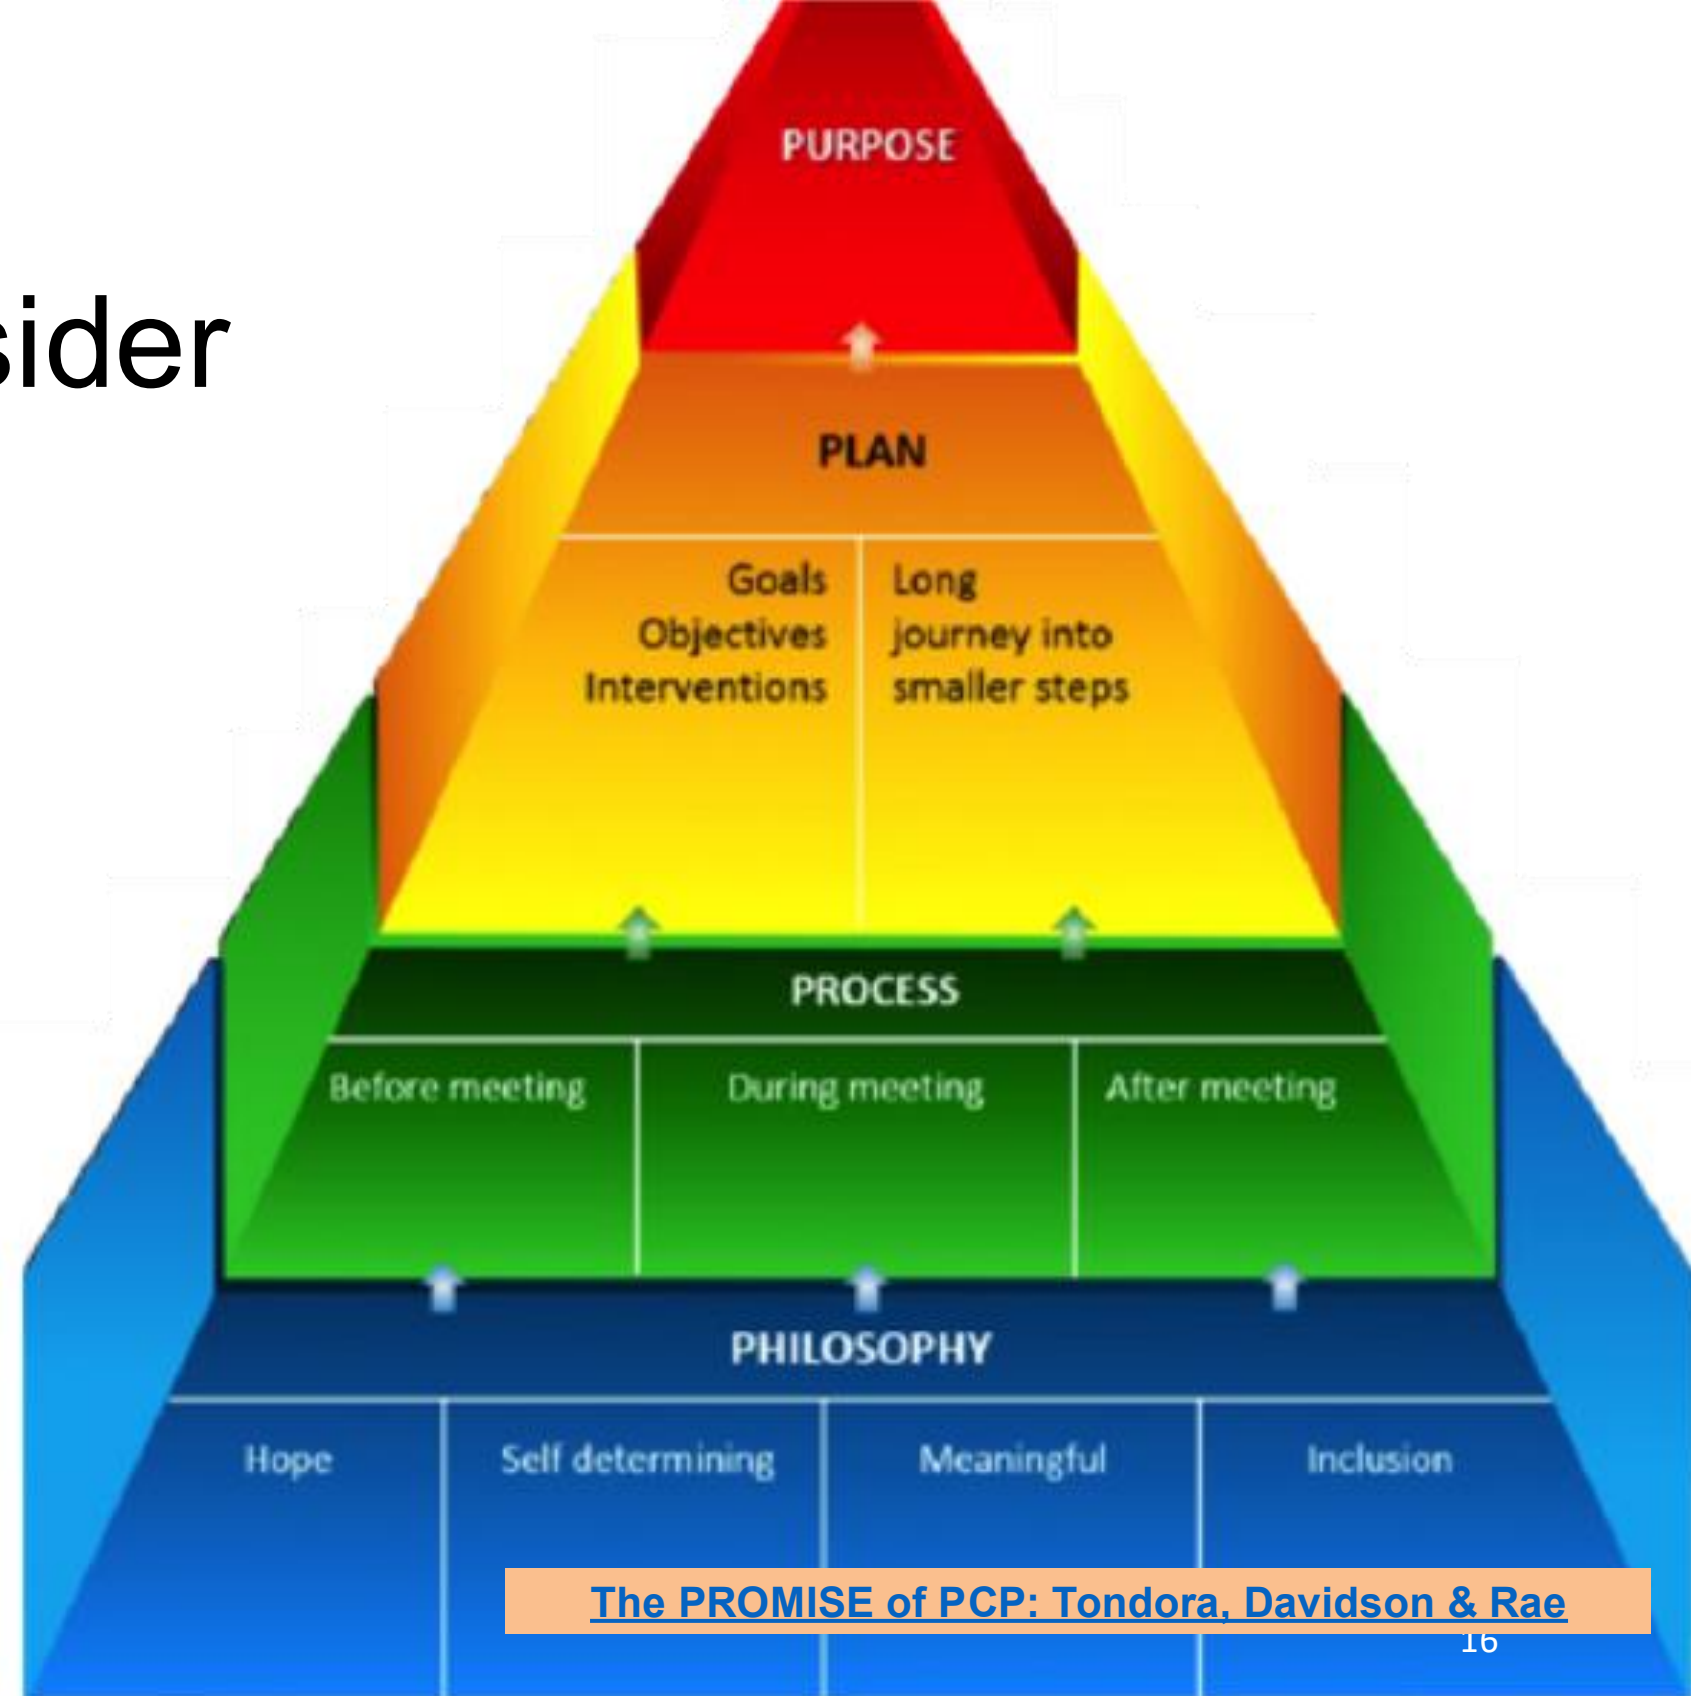 PURPOSE
sider
PLAN
Goals
Objectives
Interventions
Long
journey into
smaller steps
PROCESS
Before meeting
During meeting
After meeting
PHILOSOPHY
Hope
Self determining
Meaningful
Inclusion
The PROMISE of PCP: Tondora, Davidson & Rae
16